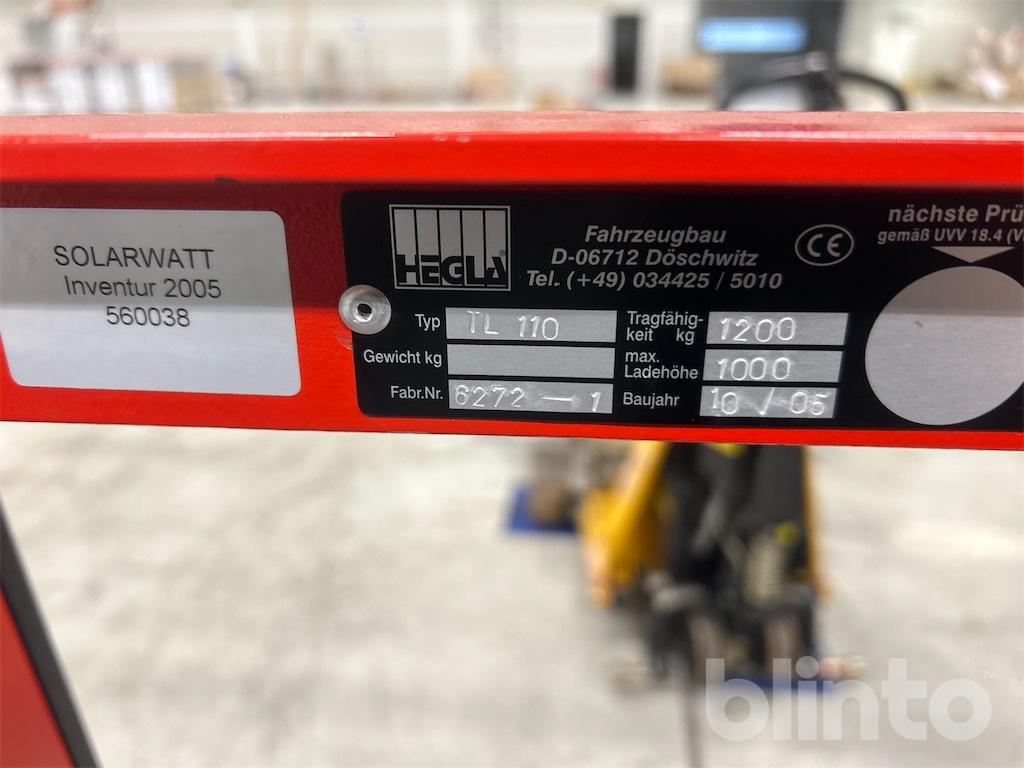 SOLARWATT
Inventur 2005
560038
HEGLA
Fahrzeugbau
D-06712 Döschwitz
Tel. (+49) 034425 / 5010
CE
nächste Prü
gemäß UVV 18.4 (V
Typ TL 110
Tragfähig-
keit kg 1200
Gewicht kg
max.
Ladehöhe 1000
Fabr.Nr. 6272 - 1
Baujahr 10 / 05
blinto™